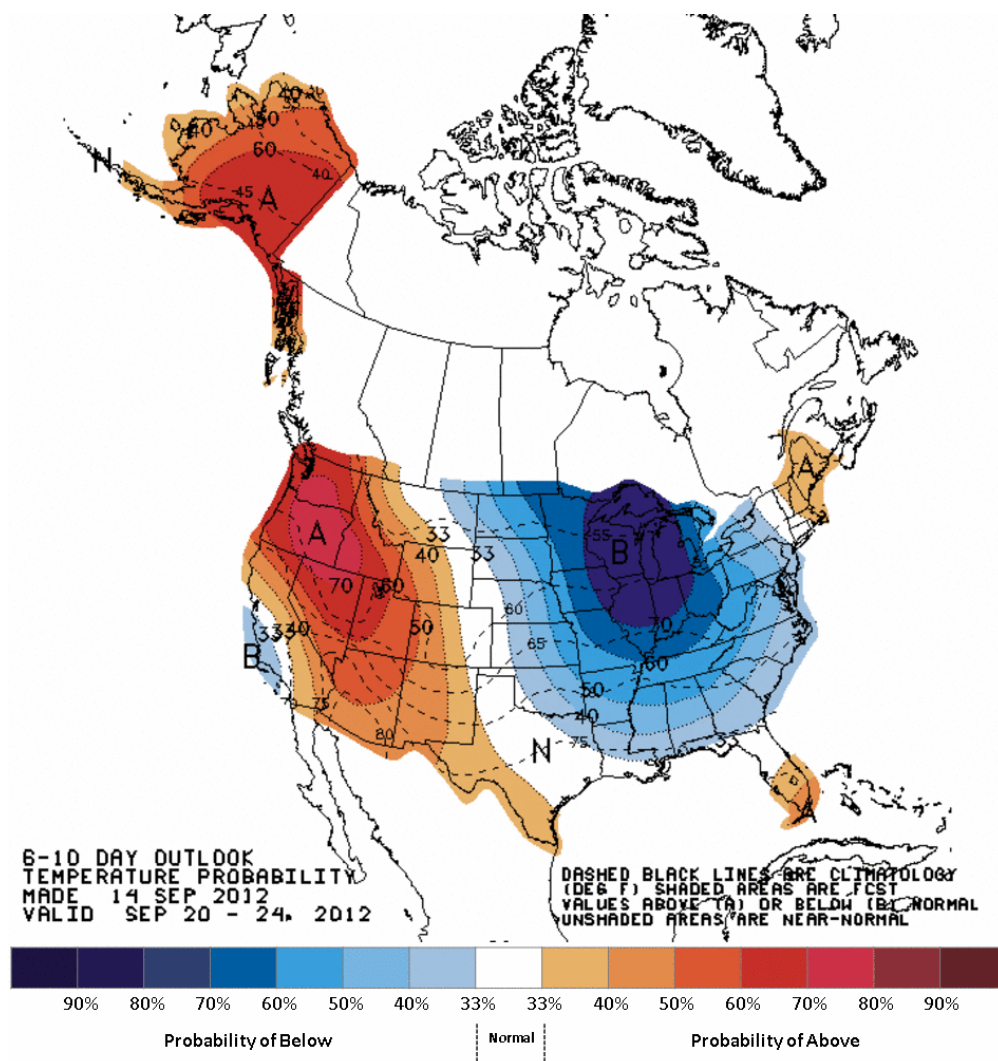 40
35
50
45
40
60
N
40
45
A
A
33
A
55
B
33
40
70
60
60
70
3340
50
65
B
60
50
75
40
75
80
N
33
A
6-10 DAY OUTLOOK
TEMPERATURE PROBABILITY
MADE 14 SEP 2012
VALID SEP 20 - 24, 2012
DASHED BLACK LINES ARE CLIMATOLOGY
(DEG F) SHADED AREAS ARE FCST
VALUES ABOVE (A) OR BELOW (B) NORMAL
UNSHADED AREAS ARE NEAR-NORMAL
90% 80% 70% 60% 50% 40% 33% 33% 40% 50% 60% 70% 80% 90%
Probability of Below Normal Probability of Above